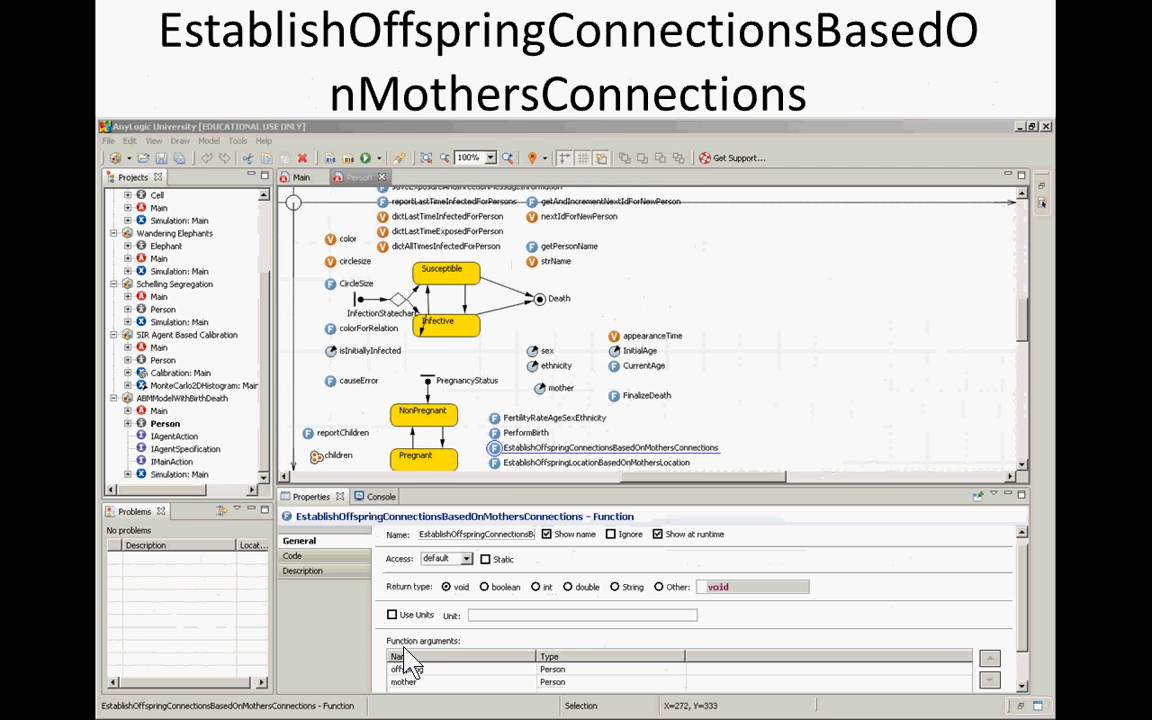 EstablishOffspringConnectionsBasedO
nMothersConnections
AnyLogic University [EDUCATIONAL USE ONLY]
File Edit View Draw Model Tools Help
100% Get Support...
Projects
Main
Person
Cell
Main
Simulation: Main
Wandering Elephants
Elephant
Main
Simulation: Main
Schelling Segregation
Main
Person
Simulation: Main
SIR Agent Based Calibration
Main
Person
Calibration: Main
MonteCarlo2DHistogram: Main
ABMModelWithBirthDeath
Main
Person
IAgentAction
IAgentSpecification
IMainAction
Simulation: Main
reportLastTimeInfectedForPersons
getAndIncrementNextIdForNewPerson
dictLastTimeInfectedForPerson
nextIdForNewPerson
dictLastTimeExposedForPerson
color
dictAllTimesInfectedForPerson
getPersonName
circlesize
strName
Susceptible
CircleSize
Death
InfectionStatechart
Infective
colorForRelation
appearanceTime
isInitiallyInfected
sex
InitialAge
ethnicity
CurrentAge
causeError
PregnancyStatus
mother
FinalizeDeath
NonPregnant
FertilityRateAgeSexEthnicity
reportChildren
PerformBirth
EstablishOffspringConnectionsBasedOnMothersConnections
children
Pregnant
EstablishOffspringLocationBasedOnMothersLocation
Problems
No problems
Description Locat...
Properties Console
EstablishOffspringConnectionsBasedOnMothersConnections - Function
General
Code
Description
Name: EstablishOffspringConnectionsB Show name Ignore Show at runtime
Access: default Static
Return type: void boolean int double String Other: void
Use Units Unit:
Function arguments:
Type
Person
mother Person
EstablishOffspringConnectionsBasedOnMothersConnections - Function Selection X=272, Y=333